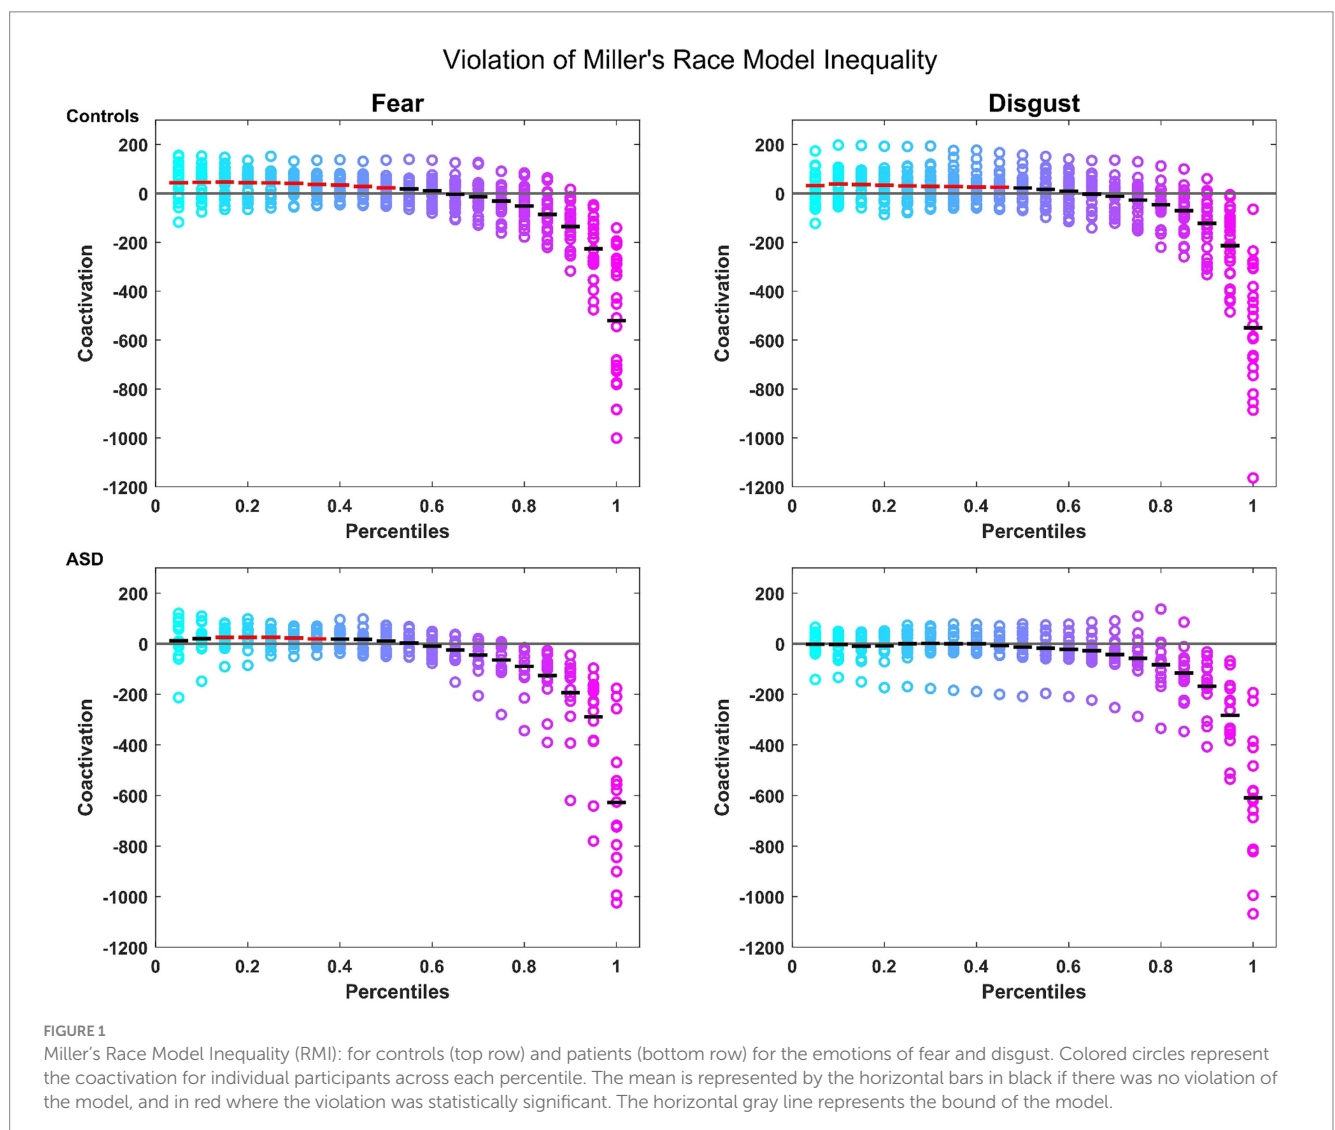 Violation of Miller's Race Model Inequality
Fear
Disgust
Controls
200
0
-200
-400
-600
-800
-1000
-1200
Coactivation
0 0.2 0.4 0.6 0.8 1
Percentiles
200
0
-200
-400
-600
-800
-1000
-1200
Coactivation
0 0.2 0.4 0.6 0.8 1
Percentiles
ASD
200
0
-200
-400
-600
-800
-1000
-1200
Coactivation
0 0.2 0.4 0.6 0.8 1
Percentiles
200
0
-200
-400
-600
-800
-1000
-1200
Coactivation
0 0.2 0.4 0.6 0.8 1
Percentiles
FIGURE 1
Miller’s Race Model Inequality (RMI): for controls (top row) and patients (bottom row) for the emotions of fear and disgust. Colored circles represent
the coactivation for individual participants across each percentile. The mean is represented by the horizontal bars in black if there was no violation of
the model, and in red where the violation was statistically significant. The horizontal gray line represents the bound of the model.